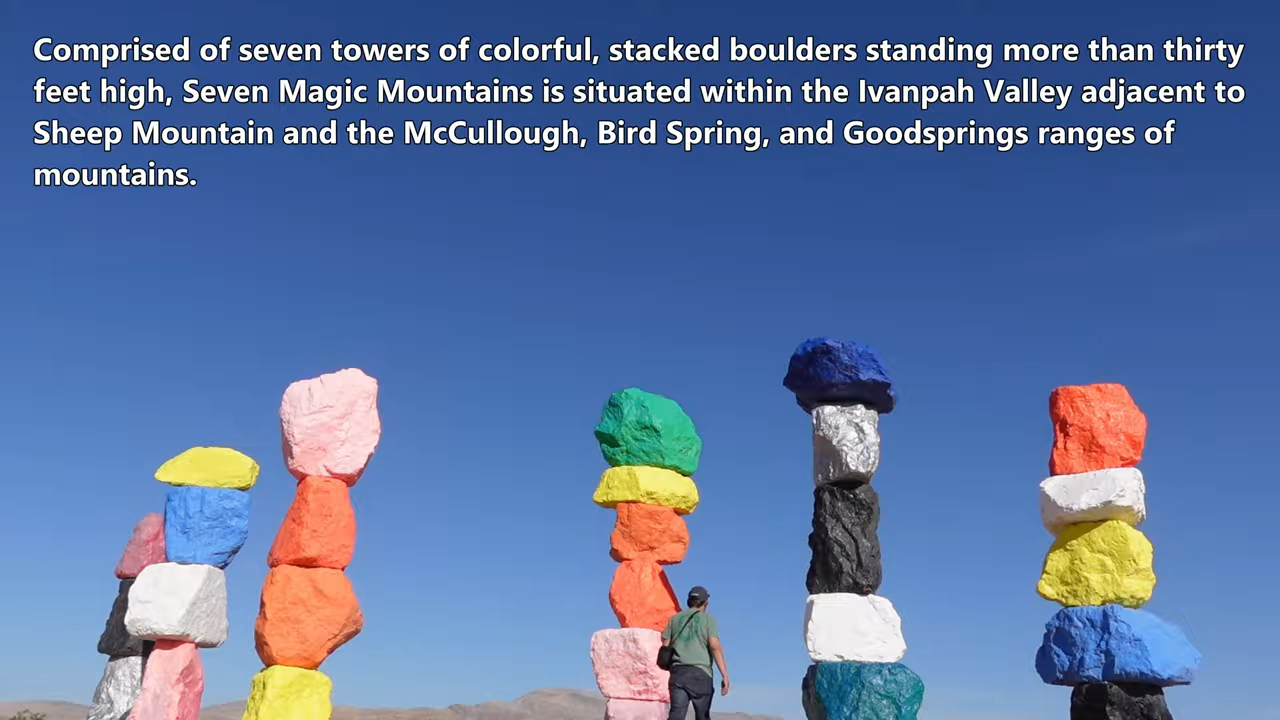 Comprised of seven towers of colorful, stacked boulders standing more than thirty
feet high, Seven Magic Mountains is situated within the Ivanpah Valley adjacent to
Sheep Mountain and the McCullough, Bird Spring, and Goodsprings ranges of
mountains.